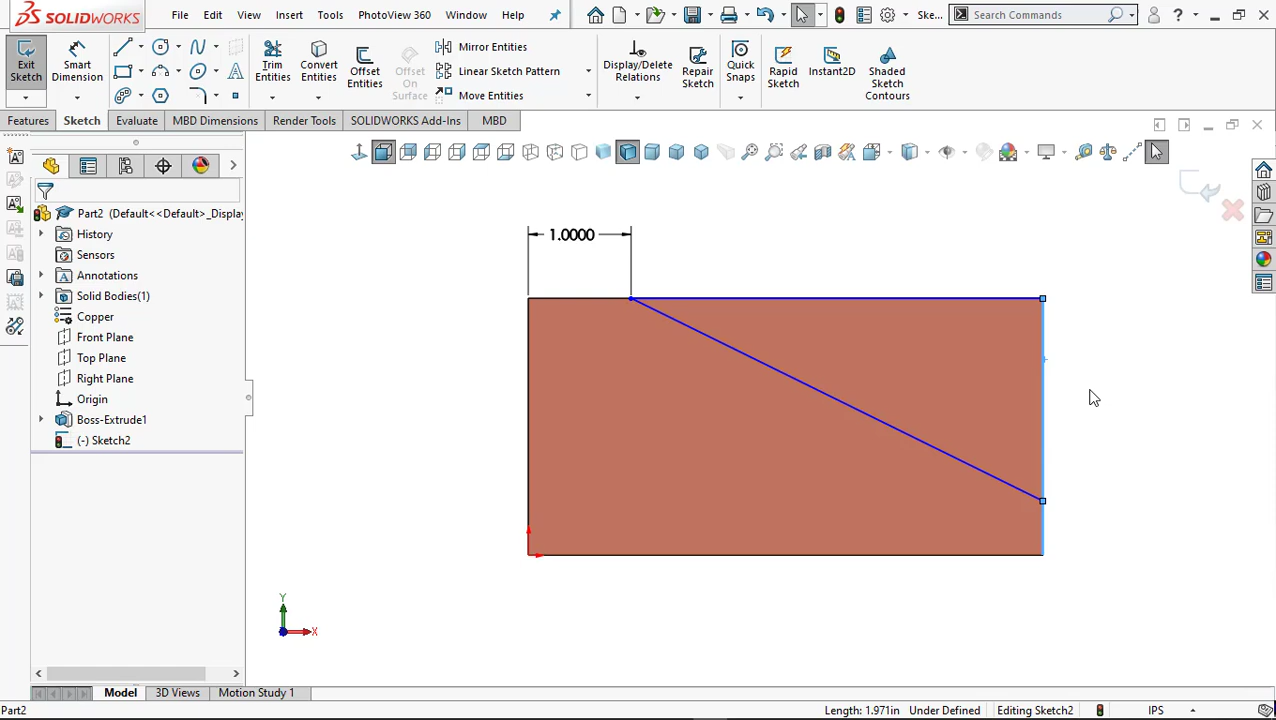 SOLIDWORKS File Edit View Insert Tools PhotoView 360 Window Help Ske... Search Commands ?
Exit Sketch
Smart Dimension
Trim Entities
Convert Entities
Offset Entities
Offset On Surface
Mirror Entities
Linear Sketch Pattern
Move Entities
Display/Delete Relations
Repair Sketch
Quick Snaps
Rapid Sketch
Instant2D
Shaded Sketch Contours
Features Sketch Evaluate MBD Dimensions Render Tools SOLIDWORKS Add-Ins MBD
Part2 (Default<<Default>_Display
History
Sensors
Annotations
Solid Bodies(1)
Copper
Front Plane
Top Plane
Right Plane
Origin
Boss-Extrude1
(-) Sketch2
1.0000
Y
X
Model 3D Views Motion Study 1
Part2 Length: 1.971in Under Defined Editing Sketch2 IPS